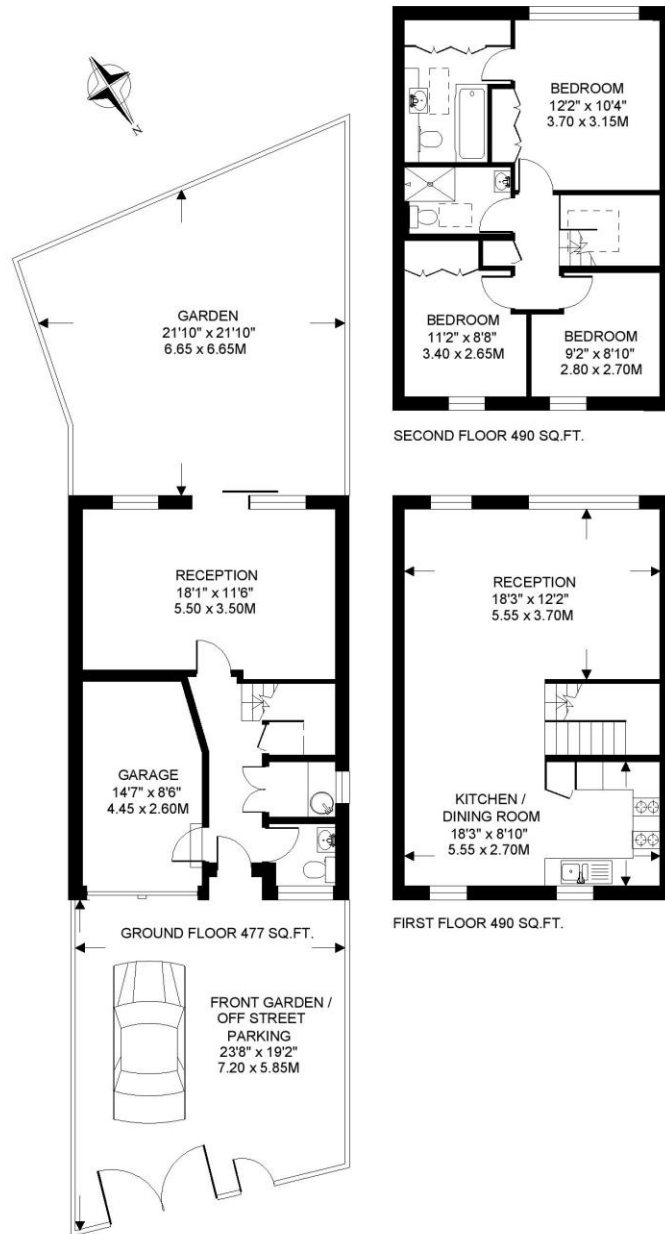 N
GARDEN
21'10" x 21'10"
6.65 x 6.65M
RECEPTION
18'1" x 11'6"
5.50 x 3.50M
GARAGE
14'7" x 8'6"
4.45 x 2.60M
GROUND FLOOR 477 SQ.FT.
FRONT GARDEN /
OFF STREET
PARKING
23'8" x 19'2"
7.20 x 5.85M
BEDROOM
12'2" x 10'4"
3.70 x 3.15M
BEDROOM
11'2" x 8'8"
3.40 x 2.65M
BEDROOM
9'2" x 8'10"
2.80 x 2.70M
SECOND FLOOR 490 SQ.FT.
RECEPTION
18'3" x 12'2"
5.55 x 3.70M
KITCHEN /
DINING ROOM
18'3" x 8'10"
5.55 x 2.70M
FIRST FLOOR 490 SQ.FT.